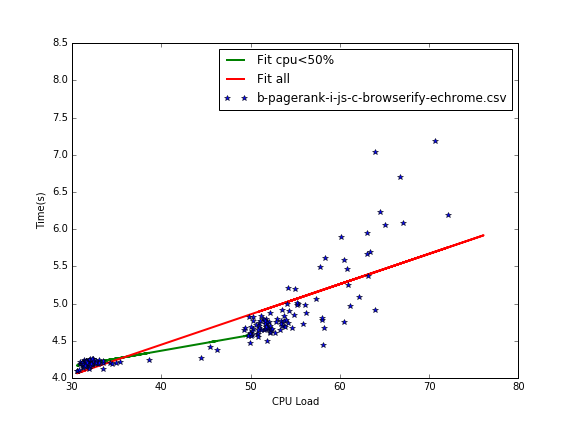 8.5
8.0
7.5
7.0
6.5
6.0
5.5
5.0
4.5
4.0
Time(s)
Fit cpu<50%
Fit all
b-pagerank-i-js-c-browserify-echrome.csv
30 40 50 60 70 80
CPU Load